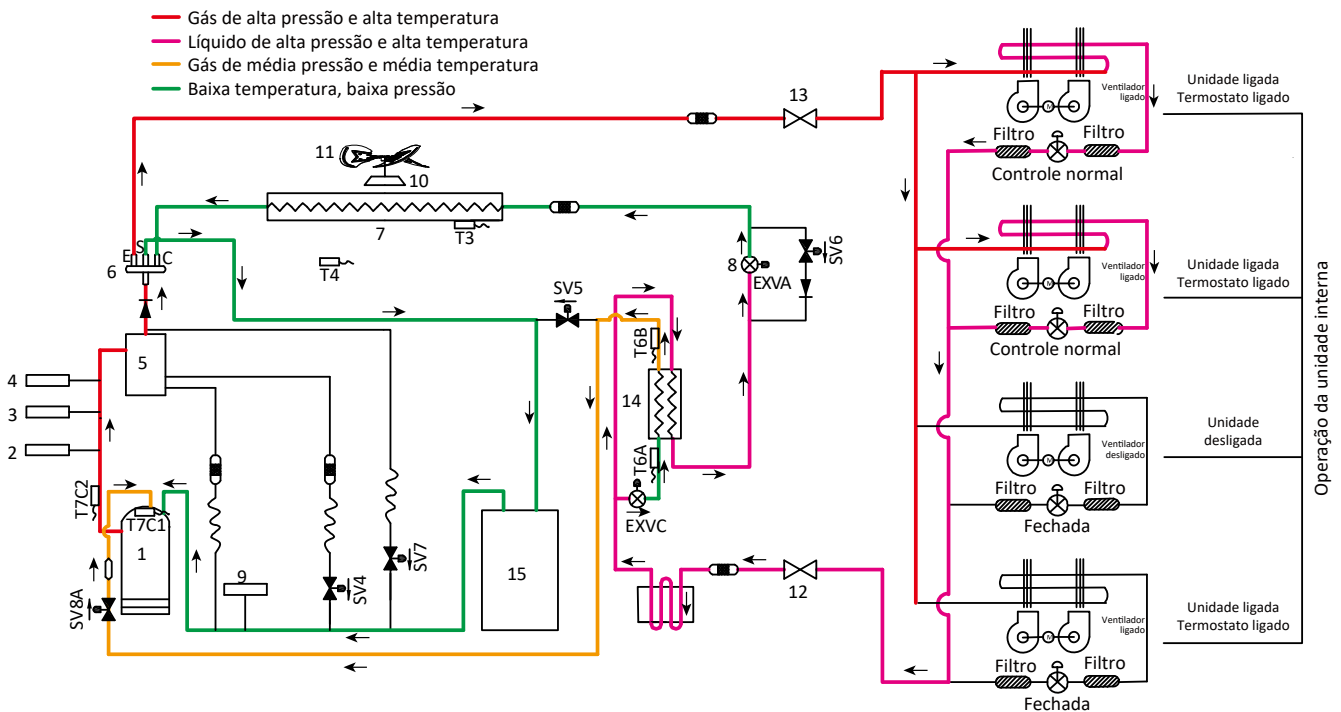 Gás de alta pressão e alta temperatura
Líquido de alta pressão e alta temperatura
Gás de média pressão e média temperatura
Baixa temperatura, baixa pressão
13
Ventilador
ligado
M
Unidade ligada
Termostato ligado
Filtro
Filtro
Controle normal
11
10
7
T3
T4
E
S
C
6
8
EXVA
SV6
Ventilador
ligado
M
Unidade ligada
Termostato ligado
Filtro
Filtro
Controle normal
SV5
T6B
14
T6A
EXVC
5
4
3
2
T7C2
T7C1
1
SV8A
9
SV4
SV7
15
12
Ventilador
desligado
M
Unidade
desligada
Filtro
Filtro
Fechada
Ventilador
ligado
M
Unidade ligada
Termostato ligado
Filtro
Filtro
Fechada
Operação da unidade interna